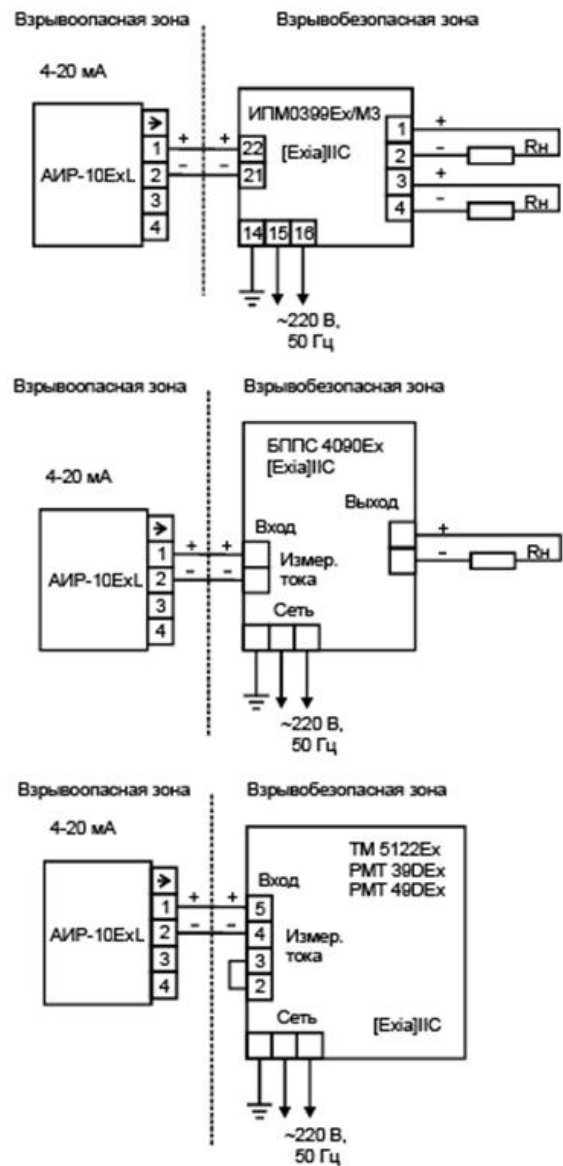 Взрывоопасная зона Взрывобезопасная зона
4-20 мА
ИПМ0399Ex/М3
[Exia]IIC
АИР-10ExL
1
2
3
4
+ +
- -
22
21
1
2
3
4
+
- Rн
+
- Rн
14 15 16
~220 В,
50 Гц
Взрывоопасная зона Взрывобезопасная зона
4-20 мА
БППС 4090Ex
[Exia]IIC
АИР-10ExL
1
2
3
4
+ +
- -
Вход
Измер.
тока
Выход
+
- Rн
Сеть
~220 В,
50 Гц
Взрывоопасная зона Взрывобезопасная зона
4-20 мА
ТМ 5122Ex
РМТ 39DEx
РМТ 49DEx
АИР-10ExL
1
2
3
4
+ +
- -
Вход
5
4
3
2
Измер.
тока
Сеть
[Exia]IIC
~220 В,
50 Гц